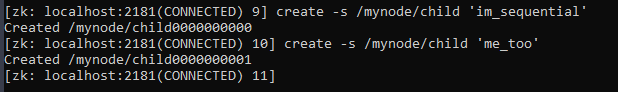 [zk: localhost:2181(CONNECTED) 9] create -s /mynode/child 'im_sequential'
Created /mynode/child0000000000
[zk: localhost:2181(CONNECTED) 10] create -s /mynode/child 'me_too'
Created /mynode/child0000000001
[zk: localhost:2181(CONNECTED) 11]